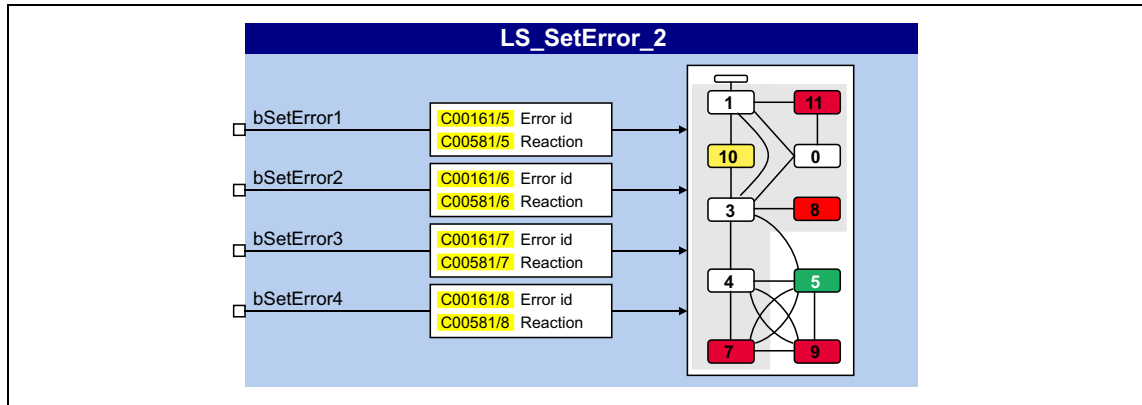 LS_SetError_2
bSetError1
C00161/5 Error id
C00581/5 Reaction
bSetError2
C00161/6 Error id
C00581/6 Reaction
bSetError3
C00161/7 Error id
C00581/7 Reaction
bSetError4
C00161/8 Error id
C00581/8 Reaction
1 11
10 0
3 8
4 5
7 9